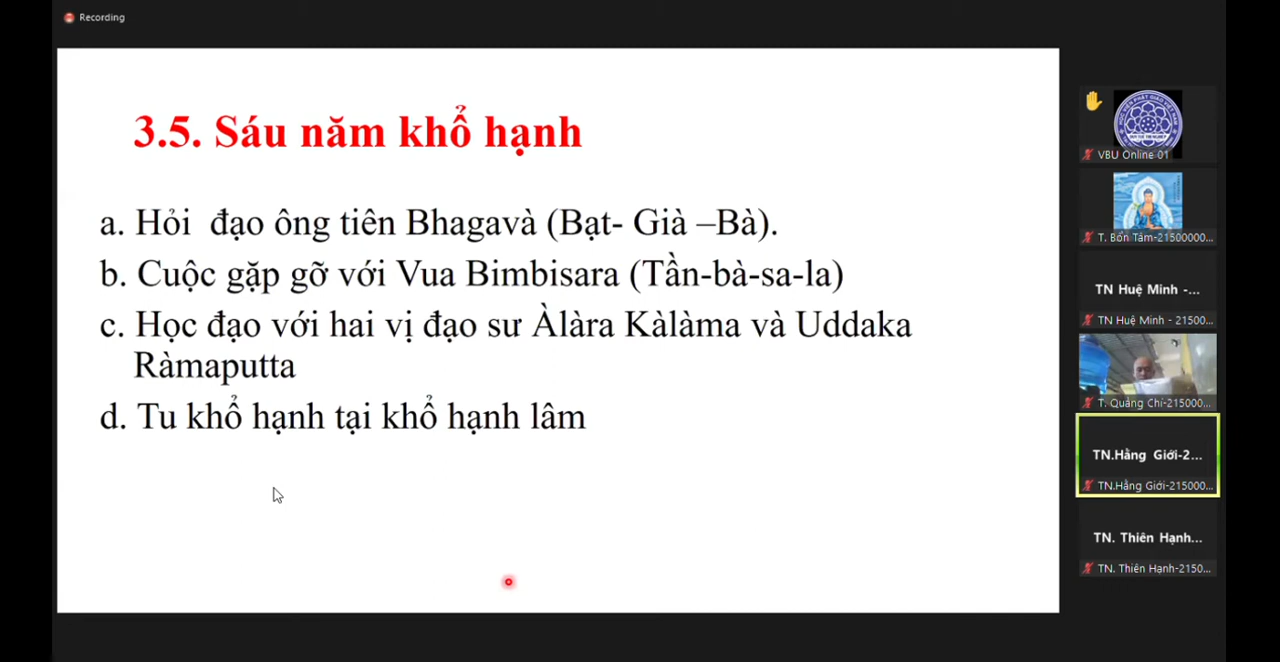 Recording
3.5. Sáu năm khổ hạnh
a. Hỏi đạo ông tiên Bhagavà (Bạt- Già –Bà).
b. Cuộc gặp gỡ với Vua Bimbisara (Tần-bà-sa-la)
c. Học đạo với hai vị đạo sư Àlàra Kàlàma và Uddaka
Ràmaputta
d. Tu khổ hạnh tại khổ hạnh lâm
VBU Online 01
T. Bổn Tâm-21500000...
TN Huệ Minh -...
TN Huệ Minh - 21500...
T. Quảng Chí-215000...
TN.Hằng Giới-2...
TN.Hằng Giới-215000...
TN. Thiên Hạnh...
TN. Thiên Hạnh-2150...